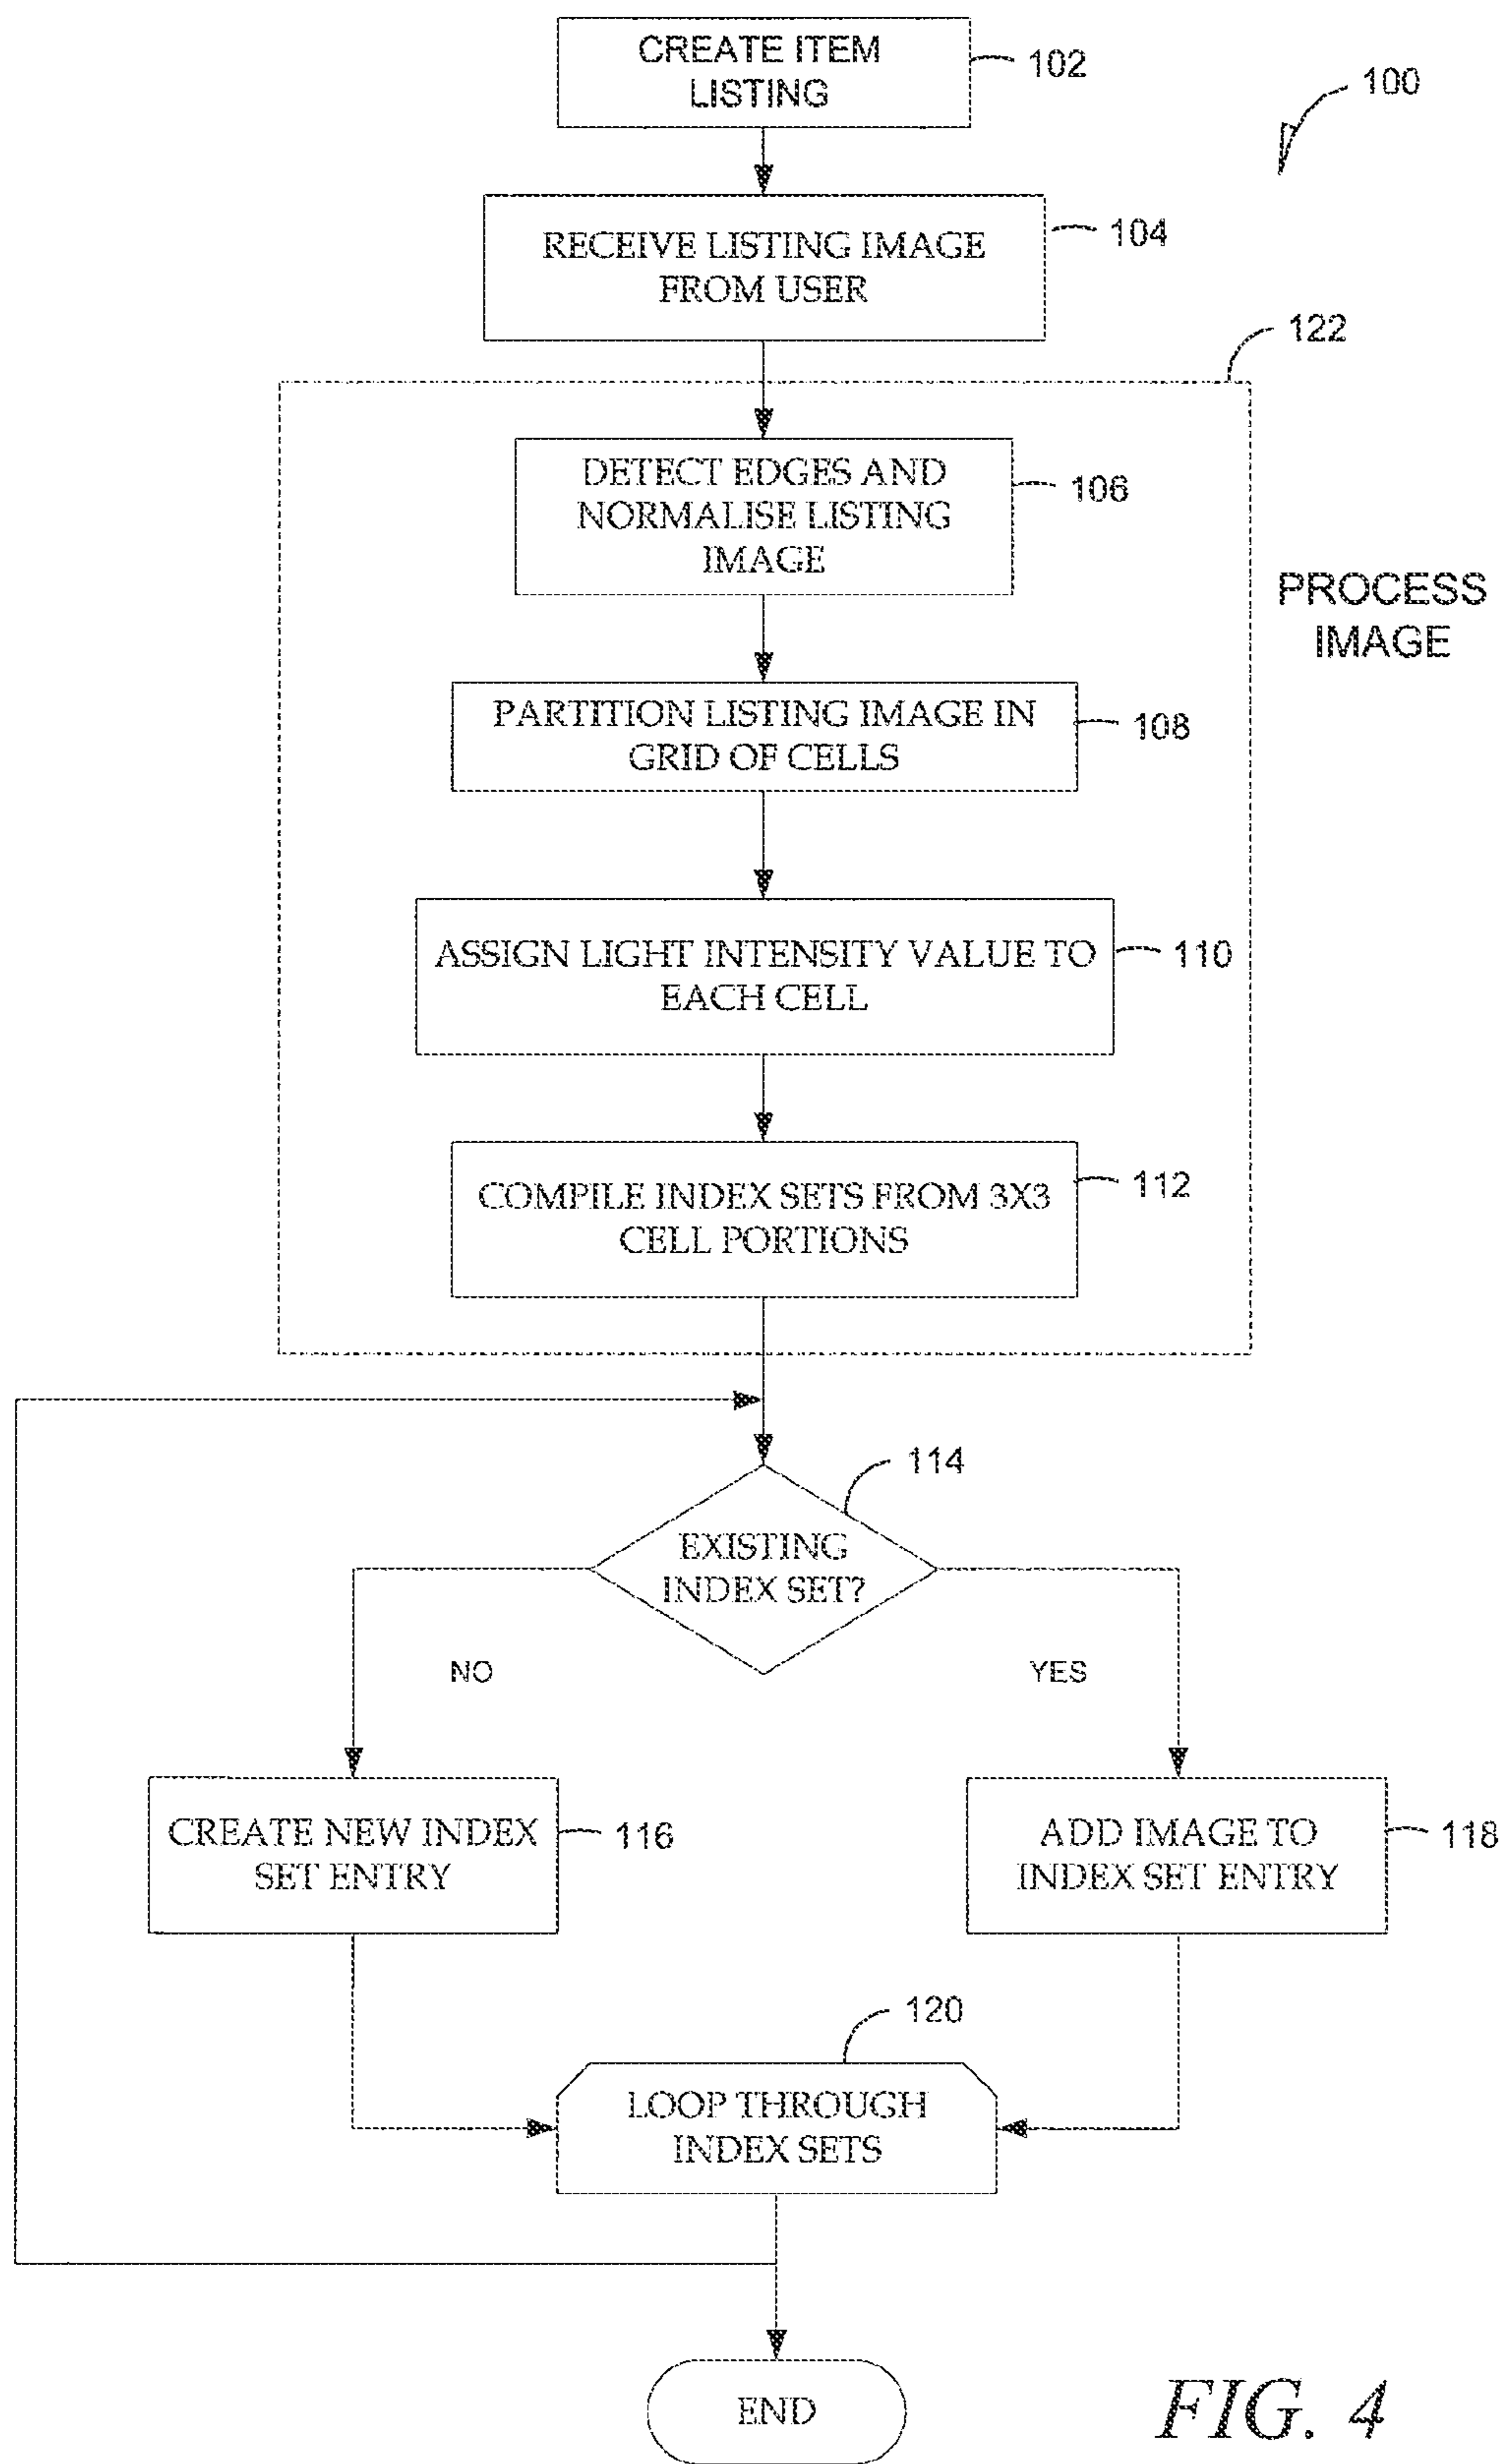 CREATE ITEM
LISTING
102
100
RECEIVE LISTING IMAGE
FROM USER
104
122
DETECT EDGES AND
NORMALISE LISTING
IMAGE
106
PROCESS
IMAGE
PARTITION LISTING IMAGE IN
GRID OF CELLS
108
ASSIGN LIGHT INTENSITY VALUE TO
EACH CELL
110
COMPILE INDEX SETS FROM 3X3
CELL PORTIONS
112
114
EXISTING
INDEX SET?
NO
YES
CREATE NEW INDEX
SET ENTRY
116
ADD IMAGE TO
INDEX SET ENTRY
118
120
LOOP THROUGH
INDEX SETS
END
FIG. 4